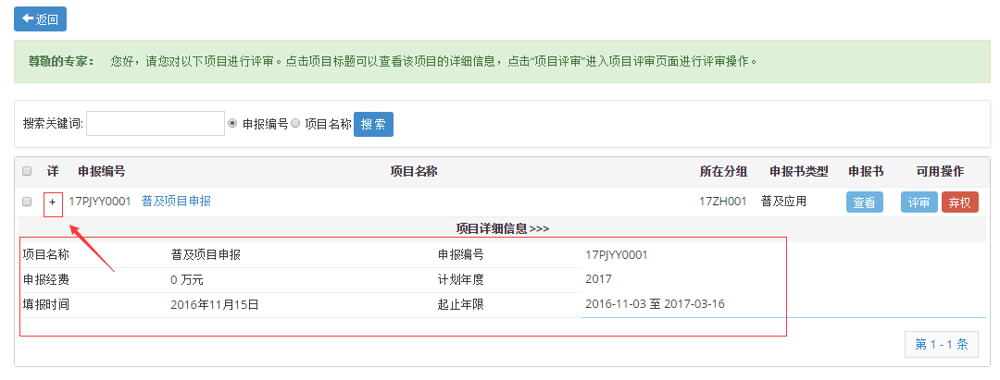 返回
尊敬的专家： 您好，请您对以下项目进行评审。点击项目标题可以查看该项目的详细信息，点击“项目评审”进入项目评审页面进行评审操作。
搜索关键词: 申报编号 项目名称 搜 索
详 申报编号 项目名称 所在分组 申报书类型 申报书 可用操作
+ 17PJYY0001 普及项目申报 17ZH001 普及应用 查看 评审 弃权
项目详细信息 >>>
项目名称 普及项目申报 申报编号 17PJYY0001
申报经费 0 万元 计划年度 2017
填报时间 2016年11月15日 起止年限 2016-11-03 至 2017-03-16
第 1 - 1 条